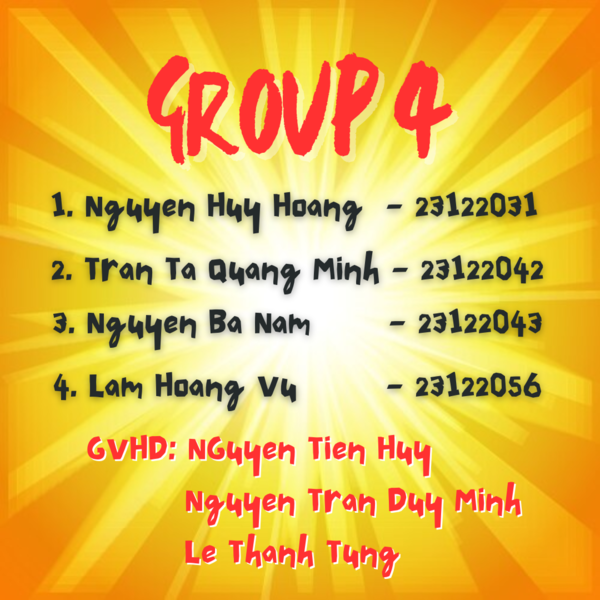 GROUP 4
1. Nguyen Huy Hoang - 23122031
2. Tran Ta Quang Minh - 23122042
3. Nguyen Ba Nam - 23122043
4. Lam Hoang Vu - 23122056
GVHD: NGuyen Tien Huy
Nguyen Tran Duy Minh
Le Thanh Tung